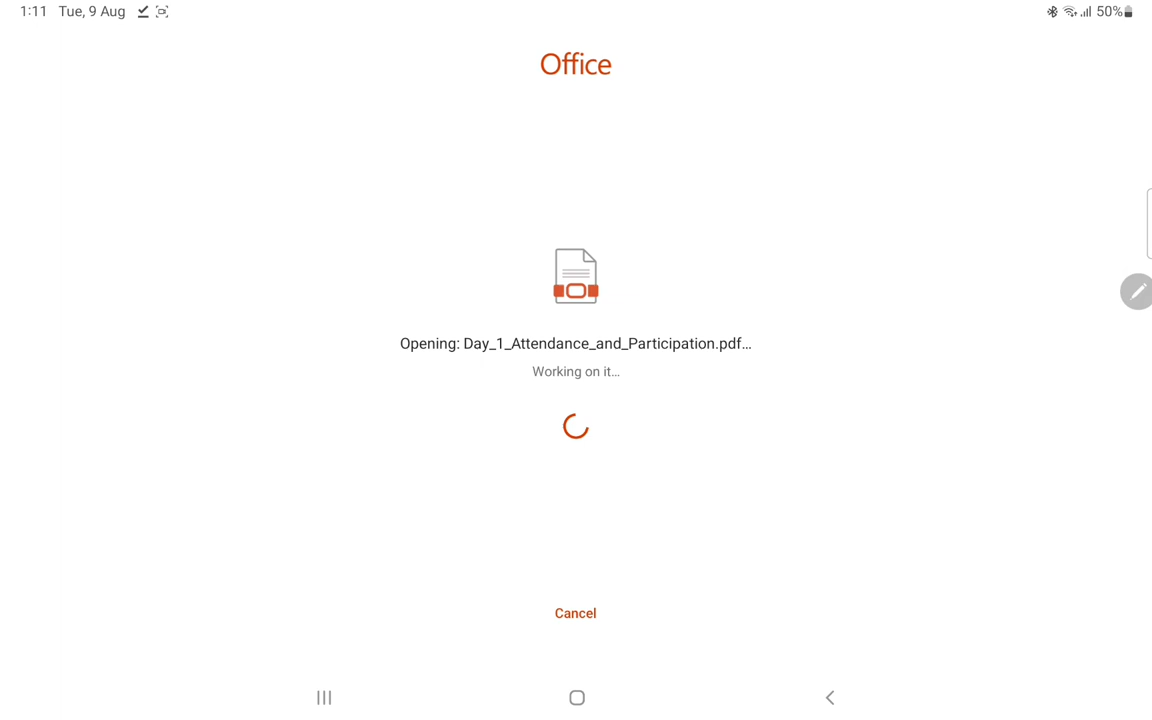 1:11 Tue, 9 Aug 50%
Office
Opening: Day_1_Attendance_and_Participation.pdf...
Working on it...
Cancel